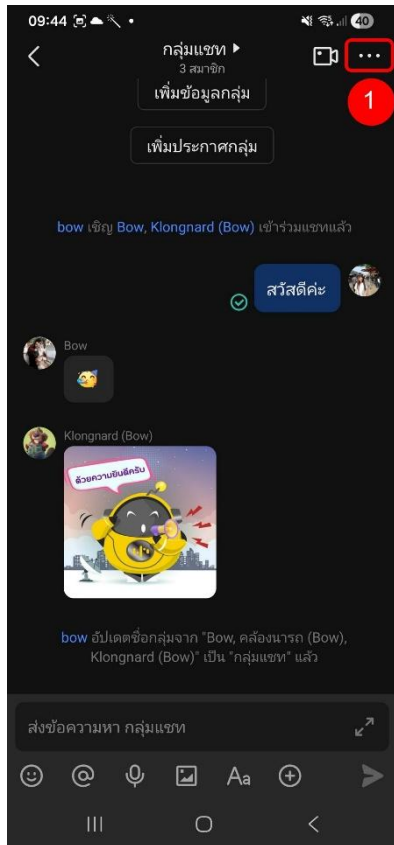 09:44
40
กลุ่มแชท
3 สมาชิก
1
เพิ่มข้อมูลกลุ่ม
เพิ่มประกาศกลุ่ม
bow เชิญ Bow, Klongnard (Bow) เข้าร่วมแชทแล้ว
สวัสดีค่ะ
Bow
Klongnard (Bow)
ด้วยความยินดีครับ
bow อัปเดตชื่อกลุ่มจาก "Bow, คล้องนารถ (Bow),
Klongnard (Bow)" เป็น "กลุ่มแชท" แล้ว
ส่งข้อความหา กลุ่มแชท
Aa